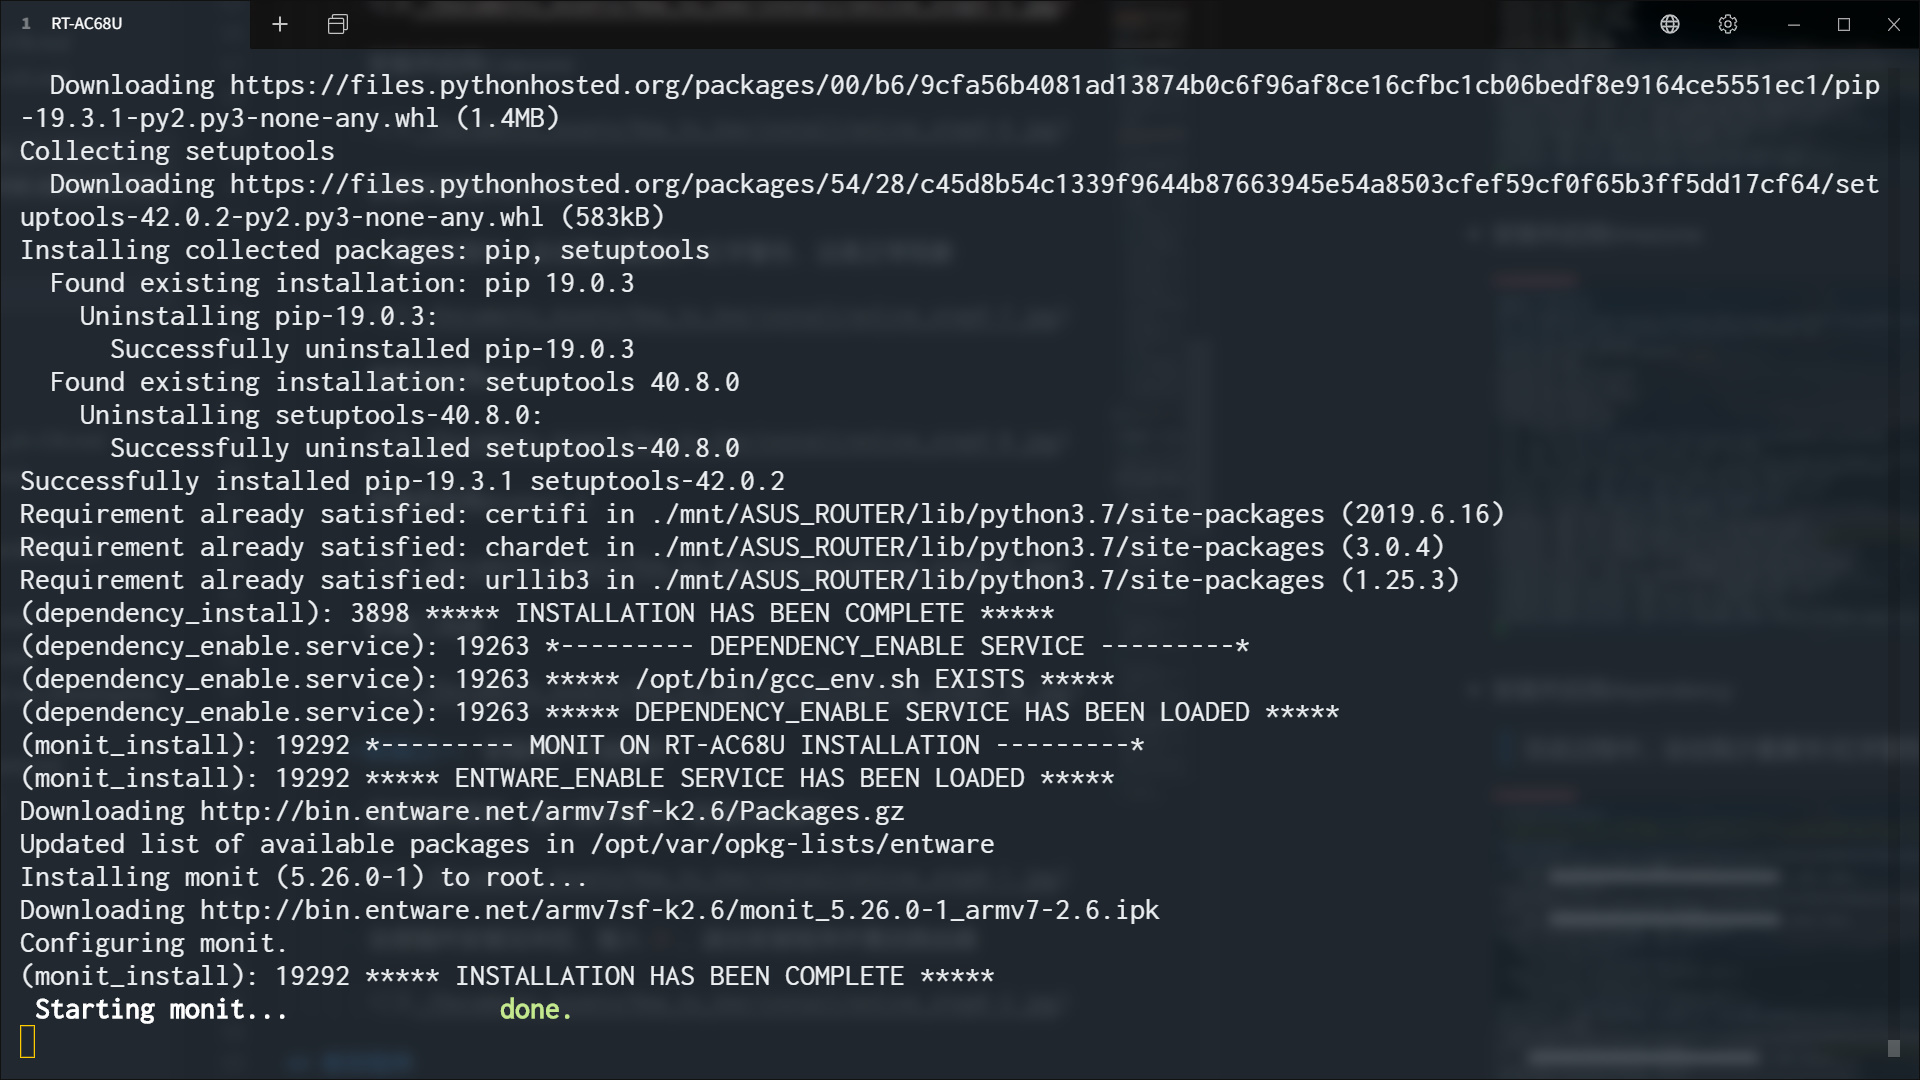 1 RT-AC68U
Downloading https://files.pythonhosted.org/packages/00/b6/9cfa56b4081ad13874b0c6f96af8ce16cfbc1cb06bedf8e9164ce5551ec1/pip
-19.3.1-py2.py3-none-any.whl (1.4MB)
Collecting setuptools
Downloading https://files.pythonhosted.org/packages/54/28/c45d8b54c1339f9644b87663945e54a8503cfef59cf0f65b3ff5dd17cf64/set
uptools-42.0.2-py2.py3-none-any.whl (583kB)
Installing collected packages: pip, setuptools
Found existing installation: pip 19.0.3
Uninstalling pip-19.0.3:
Successfully uninstalled pip-19.0.3
Found existing installation: setuptools 40.8.0
Uninstalling setuptools-40.8.0:
Successfully uninstalled setuptools-40.8.0
Successfully installed pip-19.3.1 setuptools-42.0.2
Requirement already satisfied: certifi in ./mnt/ASUS_ROUTER/lib/python3.7/site-packages (2019.6.16)
Requirement already satisfied: chardet in ./mnt/ASUS_ROUTER/lib/python3.7/site-packages (3.0.4)
Requirement already satisfied: urllib3 in ./mnt/ASUS_ROUTER/lib/python3.7/site-packages (1.25.3)
(dependency_install): 3898 ***** INSTALLATION HAS BEEN COMPLETE *****
(dependency_enable.service): 19263 *--------- DEPENDENCY_ENABLE SERVICE ---------*
(dependency_enable.service): 19263 ***** /opt/bin/gcc_env.sh EXISTS *****
(dependency_enable.service): 19263 ***** DEPENDENCY_ENABLE SERVICE HAS BEEN LOADED *****
(monit_install): 19292 *--------- MONIT ON RT-AC68U INSTALLATION ---------*
(monit_install): 19292 ***** ENTWARE_ENABLE SERVICE HAS BEEN LOADED *****
Downloading http://bin.entware.net/armv7sf-k2.6/Packages.gz
Updated list of available packages in /opt/var/opkg-lists/entware
Installing monit (5.26.0-1) to root...
Downloading http://bin.entware.net/armv7sf-k2.6/monit_5.26.0-1_armv7-2.6.ipk
Configuring monit.
(monit_install): 19292 ***** INSTALLATION HAS BEEN COMPLETE *****
Starting monit... done.